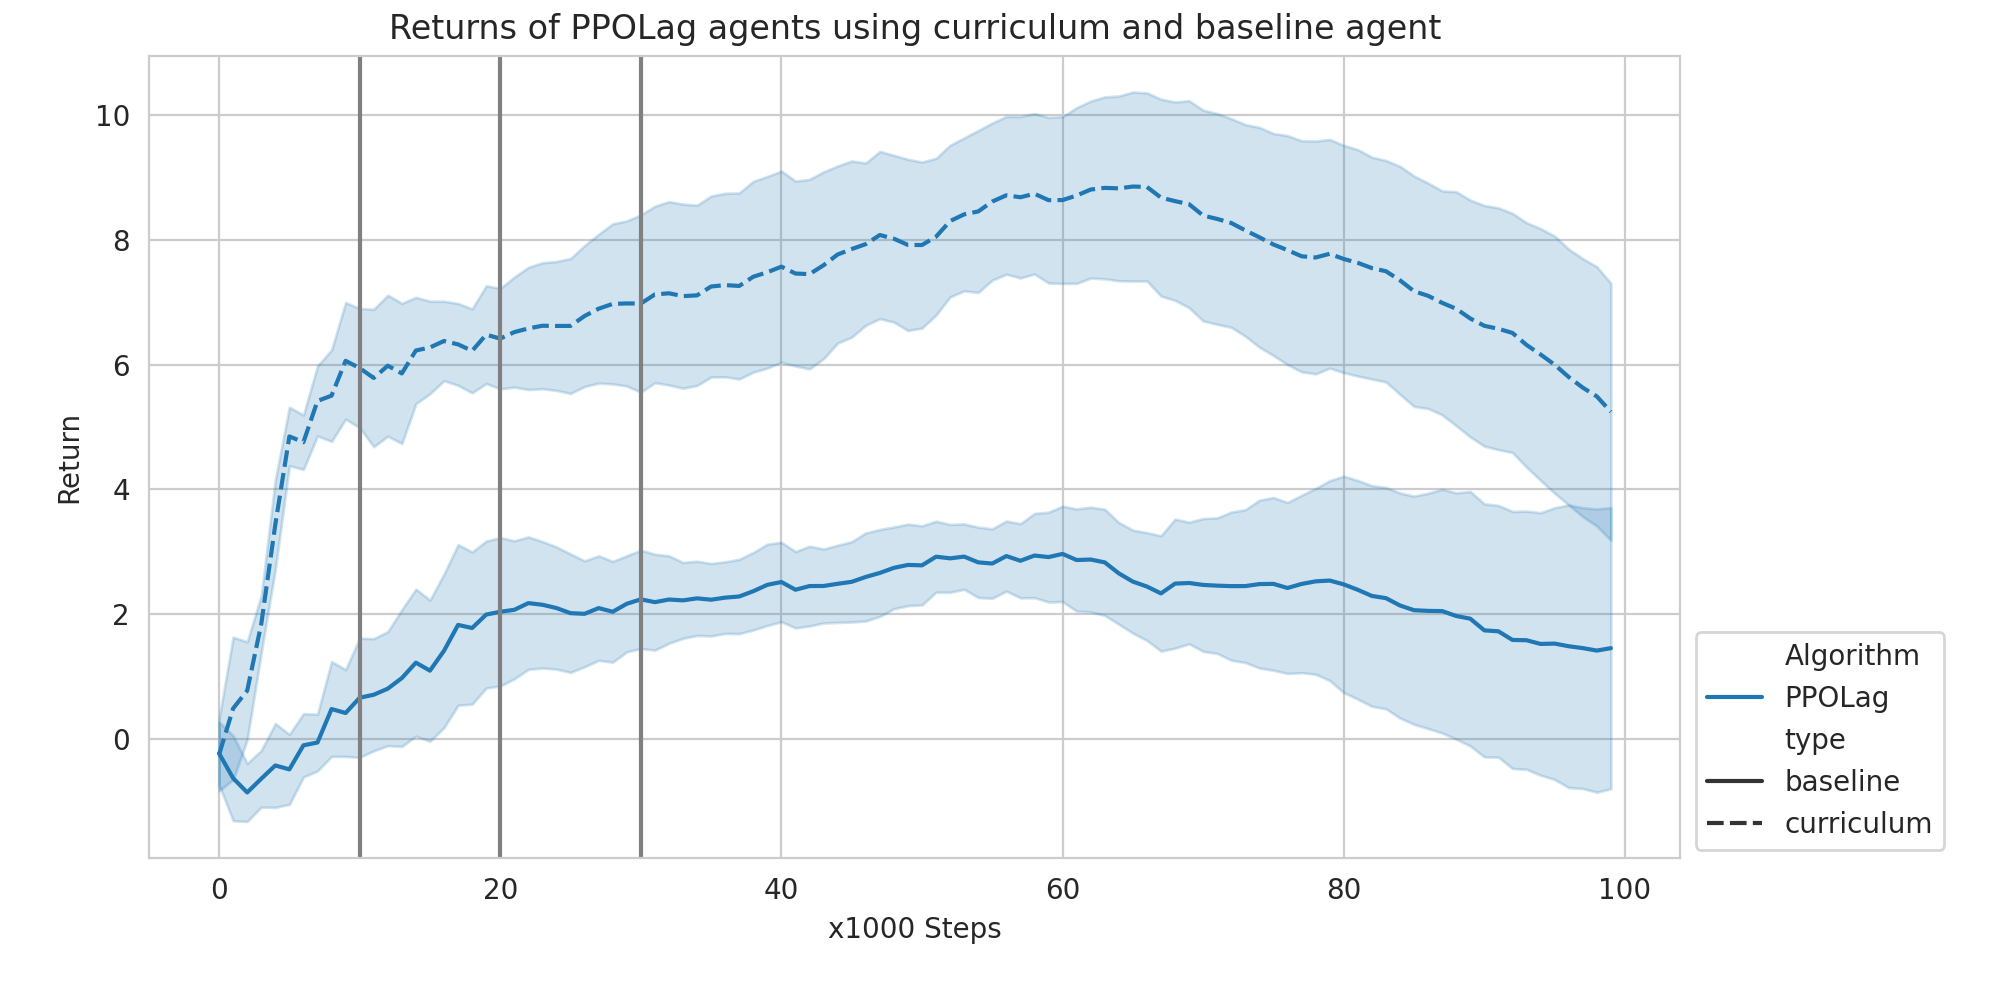 Returns of PPOLag agents using curriculum and baseline agent
10
8
6
4
2
0
Return
0 20 40 60 80 100
x1000 Steps
Algorithm
PPOLag
type
baseline
curriculum